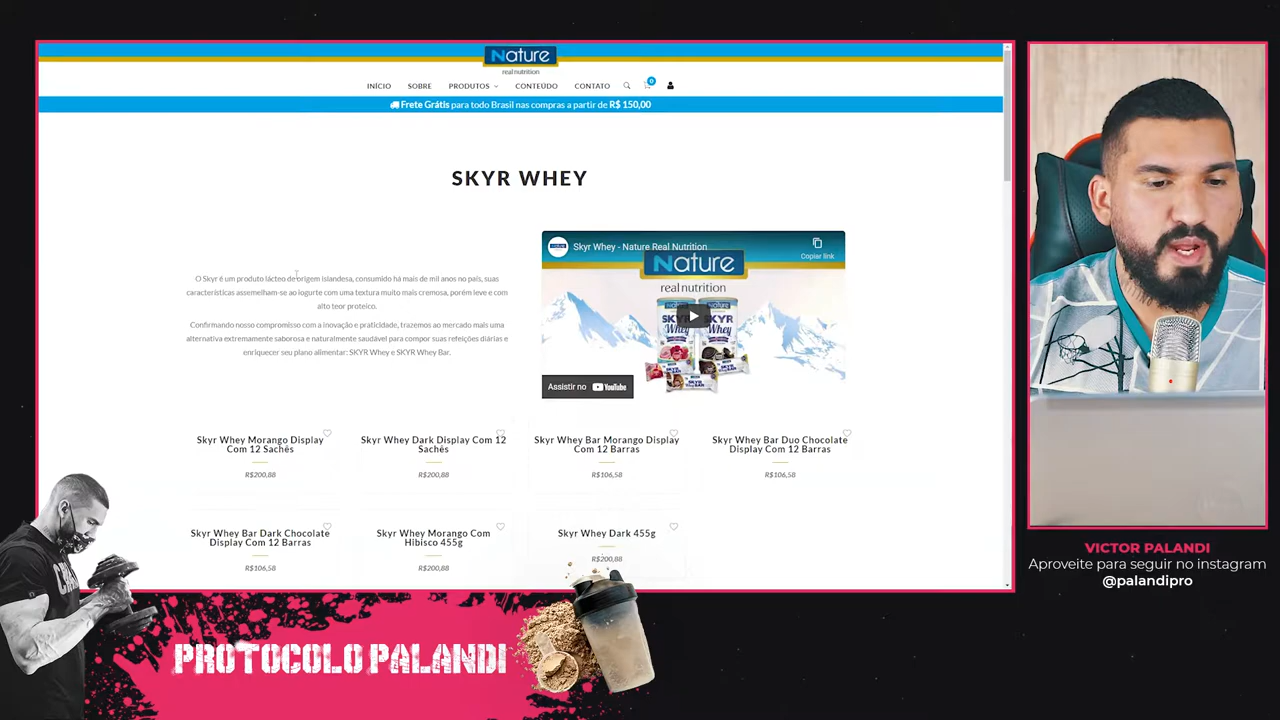 Nature
real nutrition
INÍCIO SOBRE PRODUTOS CONTEÚDO CONTATO 0
Frete Grátis para todo Brasil nas compras a partir de R$ 150,00
SKYR WHEY
O Skyr é um produto lácteo de origem islandesa, consumido há mais de mil anos no país, suas
características assemelham-se ao iogurte com uma textura muito mais cremosa, porém leve e com
alto teor proteico.
Confirmando nosso compromisso com a inovação e praticidade, trazemos ao mercado mais uma
alternativa extremamente saborosa e naturalmente saudável para compor suas refeições diárias e
enriquecer seu plano alimentar: SKYR Whey e SKYR Whey Bar.
Skyr Whey - Nature Real Nutrition
Copiar link
Nature
real nutrition
SKYR
Whey
SKYR
Whey
Assistir no YouTube
Skyr Whey Morango Display
Com 12 Sachês
R$200,88
Skyr Whey Dark Display Com 12
Sachês
R$200,88
Skyr Whey Bar Morango Display
Com 12 Barras
R$106,58
Skyr Whey Bar Duo Chocolate
Display Com 12 Barras
R$106,58
Skyr Whey Bar Dark Chocolate
Display Com 12 Barras
R$106,58
Skyr Whey Morango Com
Hibisco 455g
R$200,88
Skyr Whey Dark 455g
R$200,88
VICTOR PALANDI
Aproveite para seguir no instagram
@palandipro
PROTOCOLO PALANDI